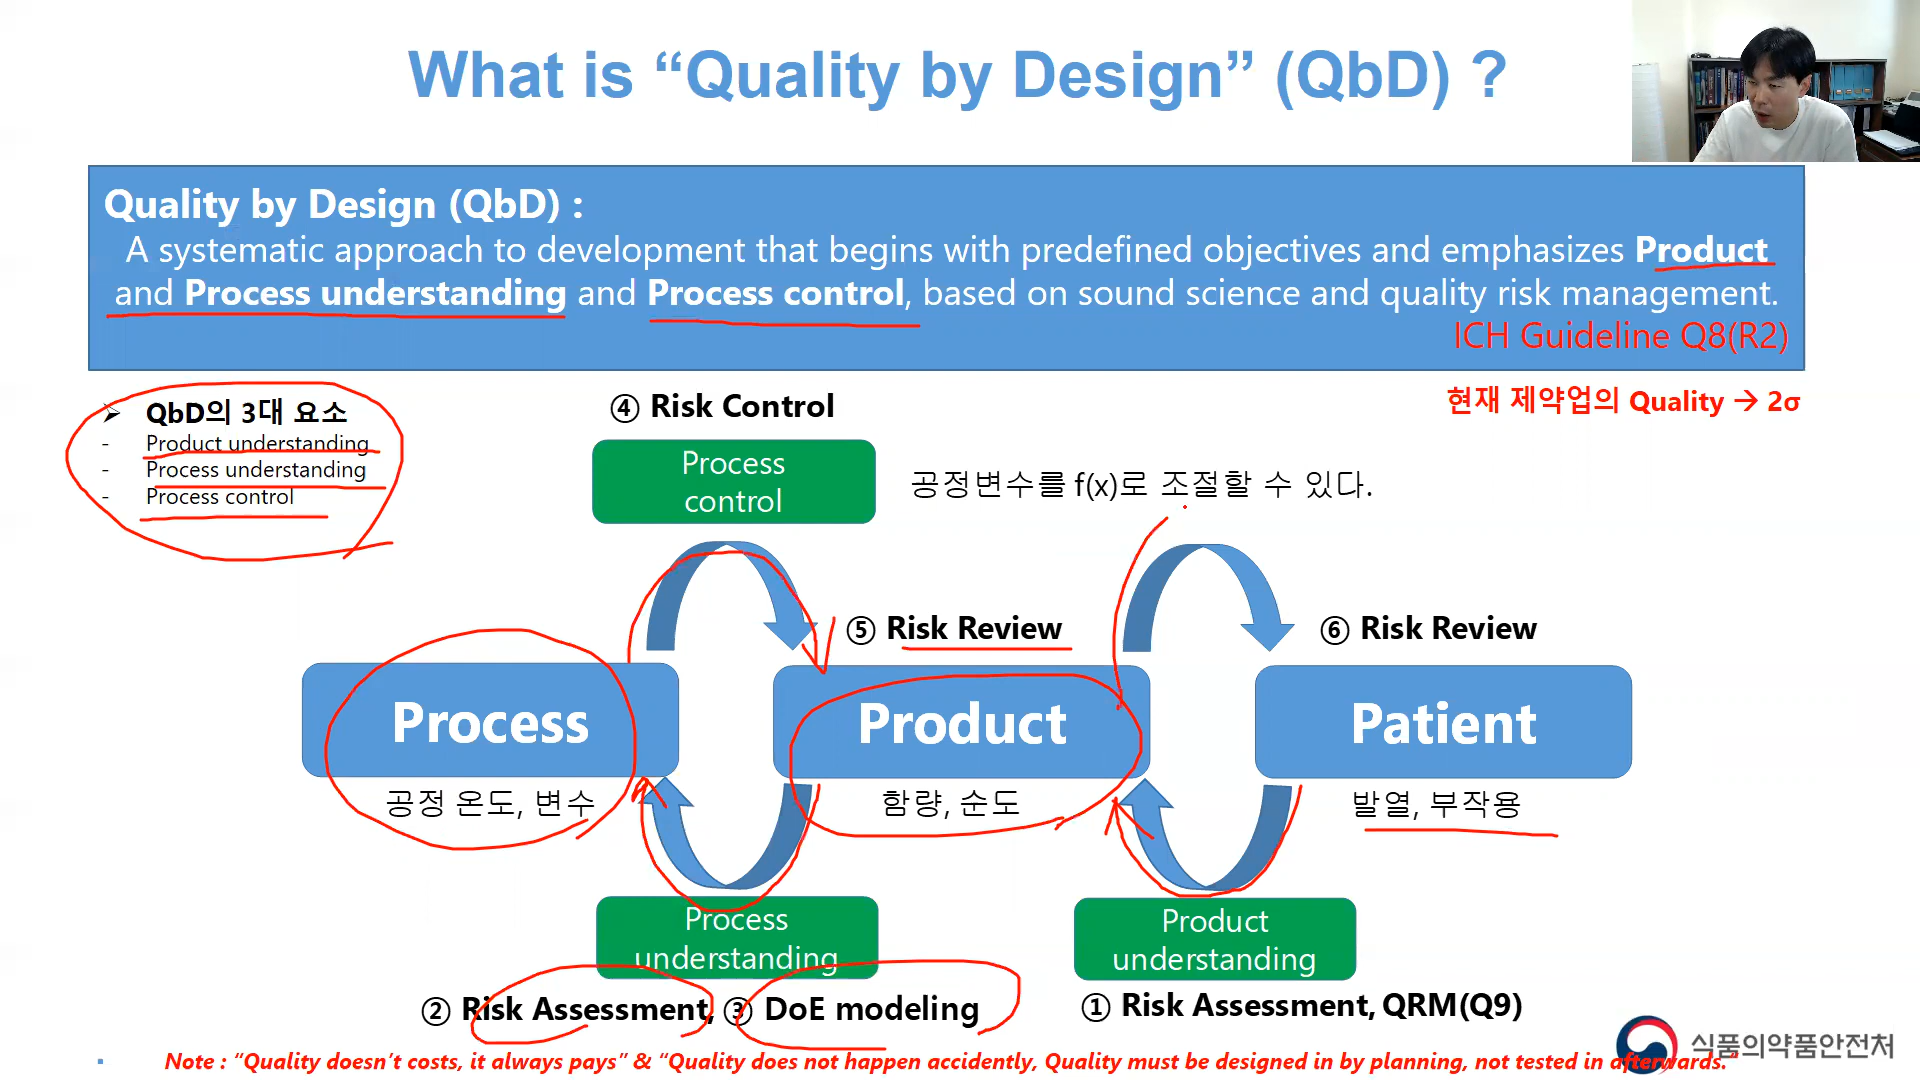 What is “Quality by Design” (QbD) ?
Quality by Design (QbD) :
A systematic approach to development that begins with predefined objectives and emphasizes Product
and Process understanding and Process control, based on sound science and quality risk management.
ICH Guideline Q8(R2)
현재 제약업의 Quality → 2σ
➢ QbD의 3대 요소
- Product understanding
- Process understanding
- Process control
④ Risk Control
Process
control
공정변수를 f(x)로 조절할 수 있다.
⑤ Risk Review
⑥ Risk Review
Process
Product
Patient
공정 온도, 변수
함량, 순도
발열, 부작용
Process
understanding
Product
understanding
② Risk Assessment, ③ DoE modeling
① Risk Assessment, QRM(Q9)
식품의약품안전처
Note : “Quality doesn’t costs, it always pays” & “Quality does not happen accidently, Quality must be designed in by planning, not tested in afterwards.”